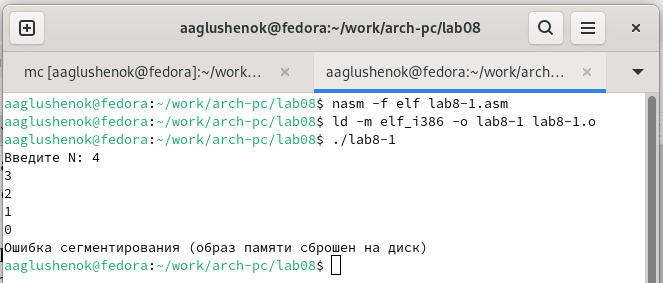 aaglushenok@fedora:~/work/arch-pc/lab08
mc [aaglushenok@fedora]:~/work...
aaglushenok@fedora:~/work/arch...
aaglushenok@fedora:~/work/arch-pc/lab08$ nasm -f elf lab8-1.asm
aaglushenok@fedora:~/work/arch-pc/lab08$ ld -m elf_i386 -o lab8-1 lab8-1.o
aaglushenok@fedora:~/work/arch-pc/lab08$ ./lab8-1
Введите N: 4
3
2
1
0
Ошибка сегментирования (образ памяти сброшен на диск)
aaglushenok@fedora:~/work/arch-pc/lab08$